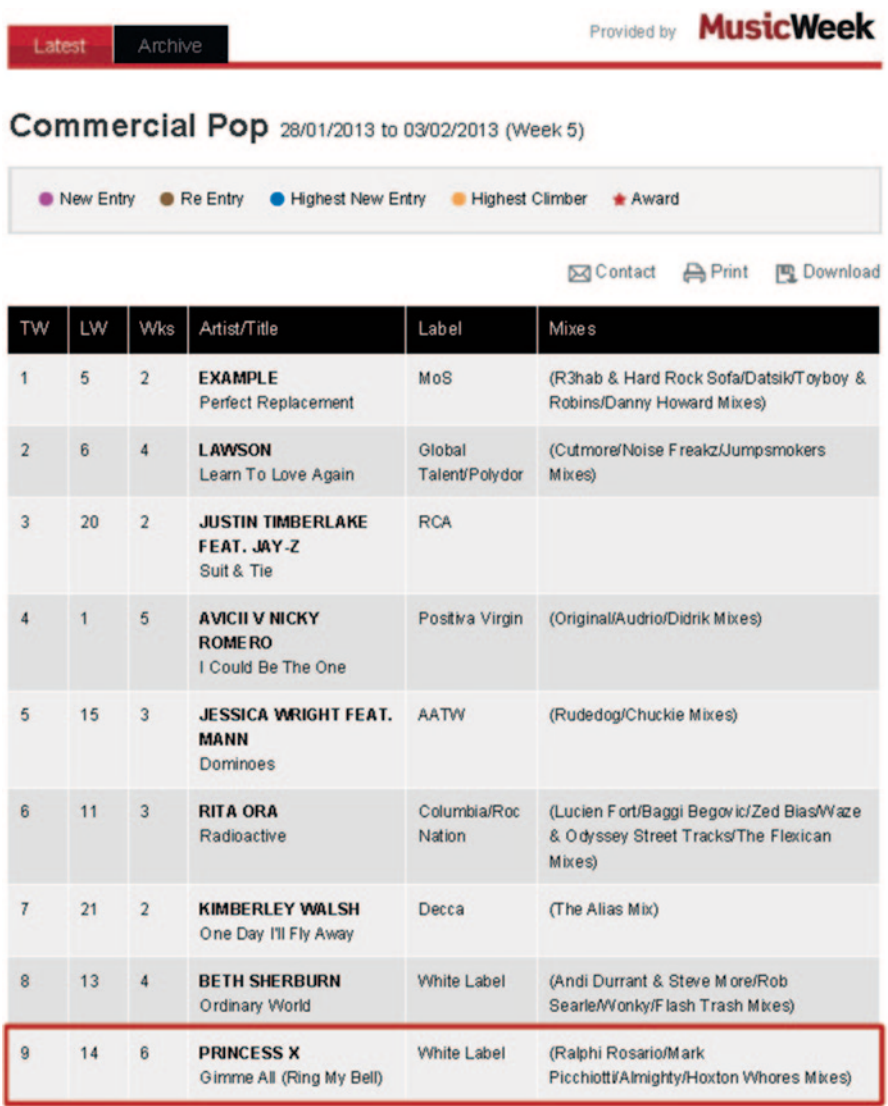 Latest Archive Provided by MusicWeek
Commercial Pop 28/01/2013 to 03/02/2013 (Week 5)
New Entry Re Entry Highest New Entry Highest Climber Award
Contact Print Download
TW LW Wks Artist/Title Label Mixes
1 5 2 EXAMPLE MoS (R3hab & Hard Rock Sofa/Datsik/Toyboy &
Perfect Replacement Robins/Danny Howard Mixes)
2 6 4 LAWSON Global (Cutmore/Noise Freakz/Jumpsmokers
Learn To Love Again Talent/Polydor Mixes)
3 20 2 JUSTIN TIMBERLAKE RCA
FEAT. JAY-Z
Suit & Tie
4 1 5 AVICII V NICKY Positiva Virgin (Original/Audrio/Didrik Mixes)
ROMERO
I Could Be The One
5 15 3 JESSICA WRIGHT FEAT. AATW (Rudedog/Chuckie Mixes)
MANN
Dominoes
6 11 3 RITA ORA Columbia/Roc (Lucien Fort/Baggi Begovic/Zed Bias/Waze
Radioactive Nation & Odyssey Street Tracks/The Flexican
Mixes)
7 21 2 KIMBERLEY WALSH Decca (The Alias Mix)
One Day I'll Fly Away
8 13 4 BETH SHERBURN White Label (Andi Durrant & Steve More/Rob
Ordinary World Searle/Wonky/Flash Trash Mixes)
9 14 6 PRINCESS X White Label (Ralphi Rosario/Mark
Gimme All (Ring My Bell) Picchiotti/Almighty/Hoxton Whores Mixes)